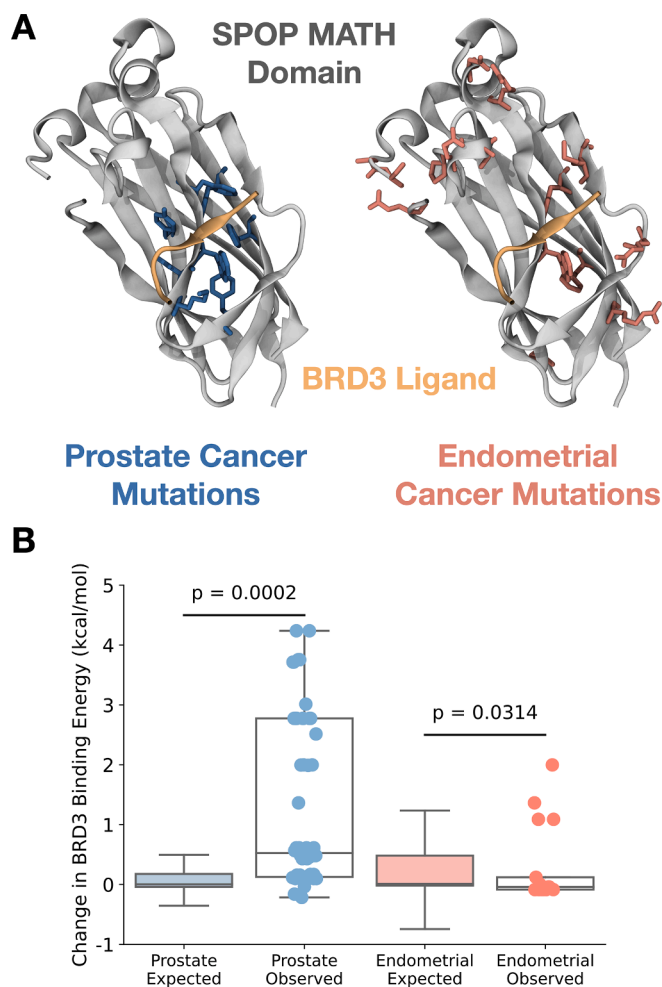 A
SPOP MATH
Domain
BRD3 Ligand
Prostate Cancer
Mutations
Endometrial
Cancer Mutations
B
Change in BRD3 Binding Energy (kcal/mol)
5
4
3
2
1
0
-1
p = 0.0002
p = 0.0314
Prostate
Expected
Prostate
Observed
Endometrial
Expected
Endometrial
Observed